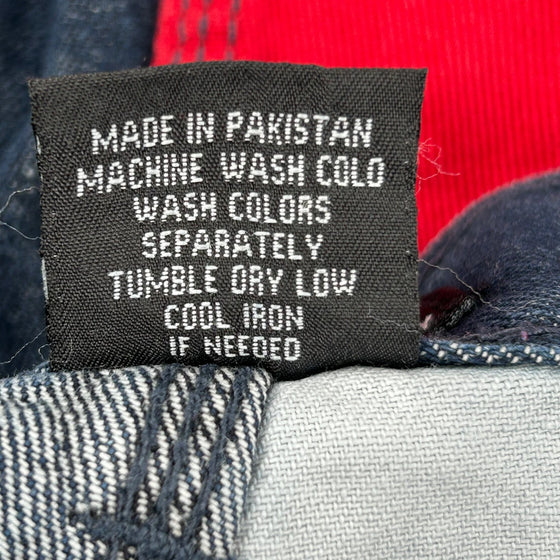 MADE IN PAKISTAN
MACHINE WASH COLD
WASH COLORS
SEPARATELY
TUMBLE DRY LOW
COOL IRON
IF NEEDED